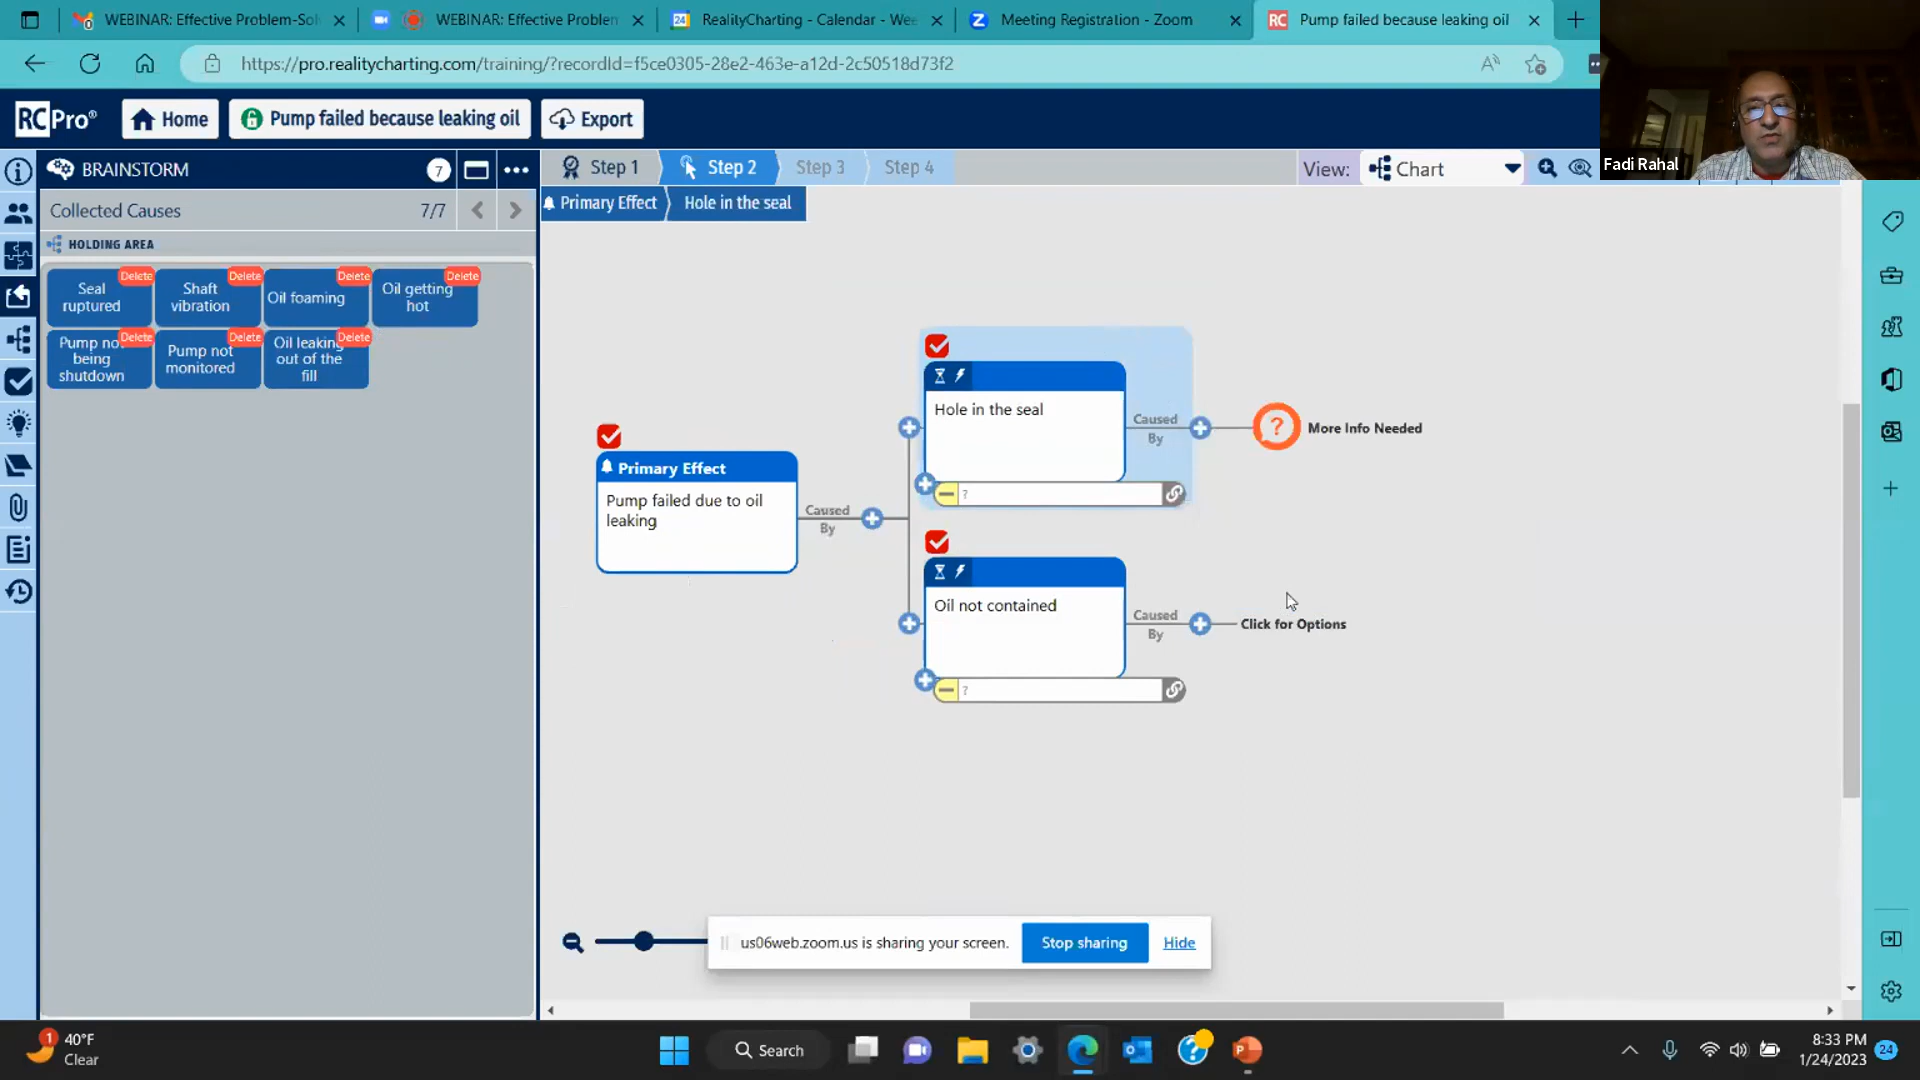 WEBINAR: Effective Problem-Sol
WEBINAR: Effective Problem
24
RealityCharting - Calendar - Wee
Z
Meeting Registration - Zoom
RC
Pump failed because leaking oil
https://pro.realitycharting.com/training/?recordId=f5ce0305-28e2-463e-a12d-2c50518d73f2
RC Pro®
Home
Pump failed because leaking oil
Export
Fadi Rahal
BRAINSTORM
7
Step 1
Step 2
Step 3
Step 4
View:
Chart
Collected Causes
7/7
Primary Effect
Hole in the seal
HOLDING AREA
Delete
Seal
ruptured
Delete
Shaft
vibration
Delete
Oil foaming
Delete
Oil getting
hot
Delete
Pump not
being
shutdown
Delete
Pump not
monitored
Delete
Oil leaking
out of the
fill
Primary Effect
Pump failed due to oil
leaking
Caused
By
Hole in the seal
?
Caused
By
?
More Info Needed
Oil not contained
?
Caused
By
Click for Options
us06web.zoom.us is sharing your screen.
Stop sharing
Hide
1
40°F
Clear
Search
8:33 PM
1/24/2023
24